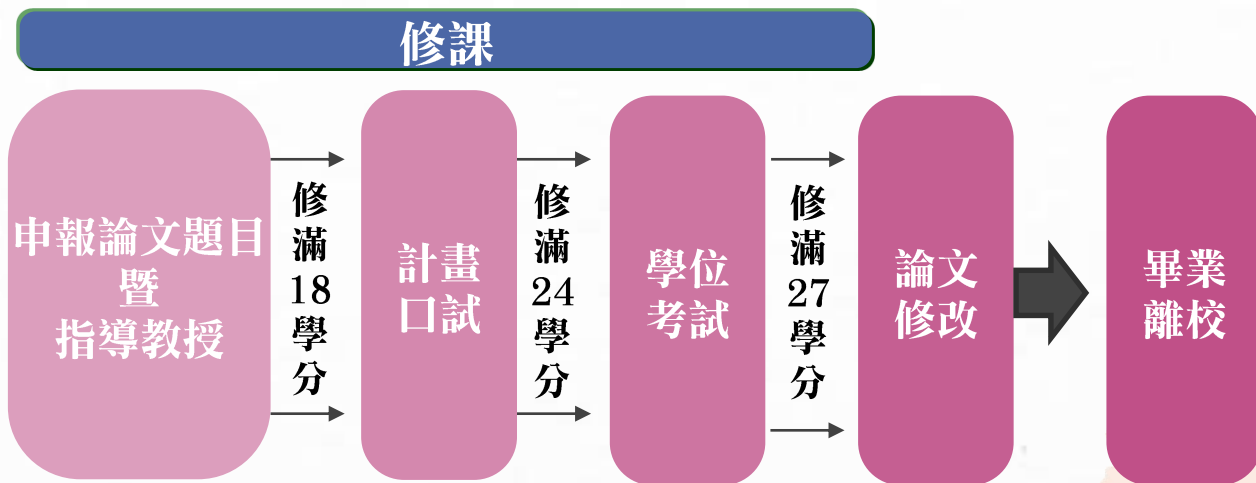 修課
申報論文題目
暨
指導教授
修
滿
18
學
分
計畫
口試
修
滿
24
學
分
學位
考試
修
滿
27
學
分
論文
修改
畢業
離校